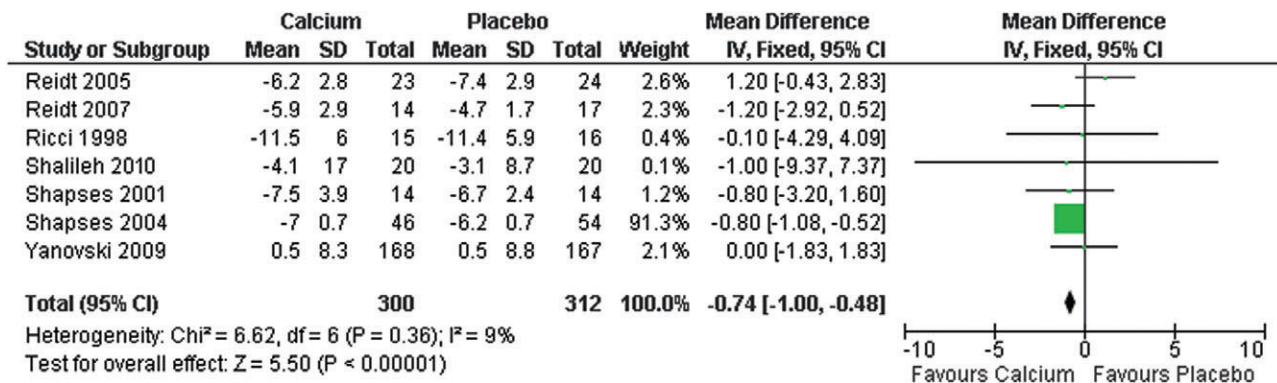 Calcium Placebo Mean Difference Mean Difference
Study or Subgroup Mean SD Total Mean SD Total Weight IV, Fixed, 95% CI IV, Fixed, 95% CI
Reidt 2005 -6.2 2.8 23 -7.4 2.9 24 2.6% 1.20 [-0.43, 2.83]
Reidt 2007 -5.9 2.9 14 -4.7 1.7 17 2.3% -1.20 [-2.92, 0.52]
Ricci 1998 -11.5 6 15 -11.4 5.9 16 0.4% -0.10 [-4.29, 4.09]
Shalileh 2010 -4.1 17 20 -3.1 8.7 20 0.1% -1.00 [-9.37, 7.37]
Shapses 2001 -7.5 3.9 14 -6.7 2.4 14 1.2% -0.80 [-3.20, 1.60]
Shapses 2004 -7 0.7 46 -6.2 0.7 54 91.3% -0.80 [-1.08, -0.52]
Yanovski 2009 0.5 8.3 168 0.5 8.8 167 2.1% 0.00 [-1.83, 1.83]
Total (95% CI) 300 312 100.0% -0.74 [-1.00, -0.48]
Heterogeneity: Chi² = 6.62, df = 6 (P = 0.36); I² = 9%
Test for overall effect: Z = 5.50 (P < 0.00001)
-10 -5 0 5 10
Favours Calcium Favours Placebo